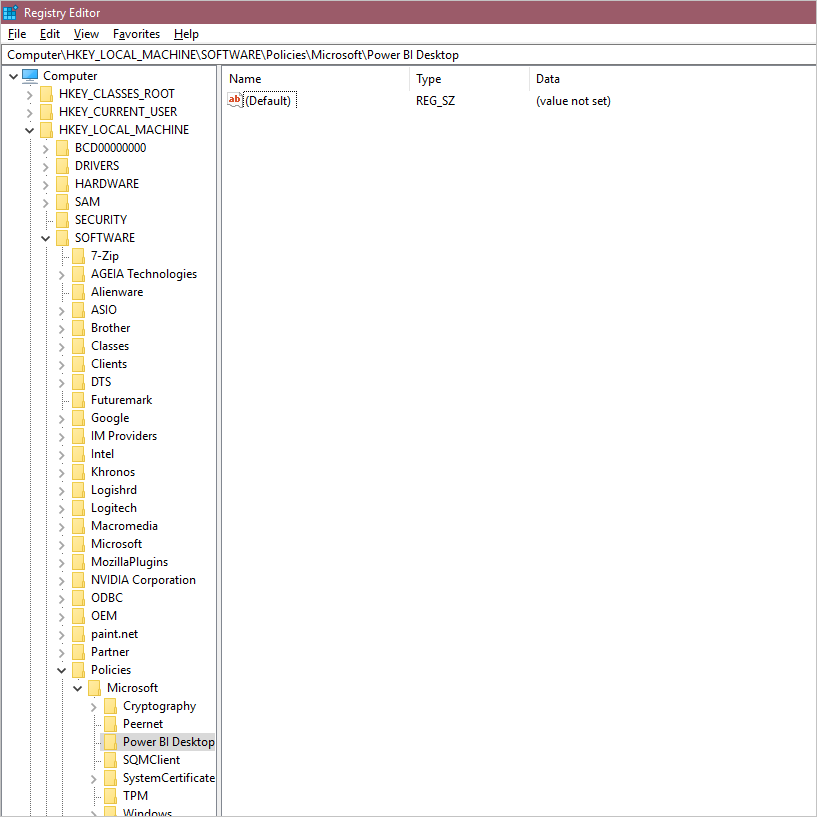 Registry Editor
File Edit View Favorites Help
Computer\HKEY_LOCAL_MACHINE\SOFTWARE\Policies\Microsoft\Power BI Desktop
Computer
HKEY_CLASSES_ROOT
HKEY_CURRENT_USER
HKEY_LOCAL_MACHINE
BCD00000000
DRIVERS
HARDWARE
SAM
SECURITY
SOFTWARE
7-Zip
AGEIA Technologies
Alienware
ASIO
Brother
Classes
Clients
DTS
Futuremark
Google
IM Providers
Intel
Khronos
Logishrd
Logitech
Macromedia
Microsoft
MozillaPlugins
NVIDIA Corporation
ODBC
OEM
paint.net
Partner
Policies
Microsoft
Cryptography
Peernet
Power BI Desktop
SQMClient
SystemCertificate
TPM
Windows
Name Type Data
ab (Default) REG_SZ (value not set)